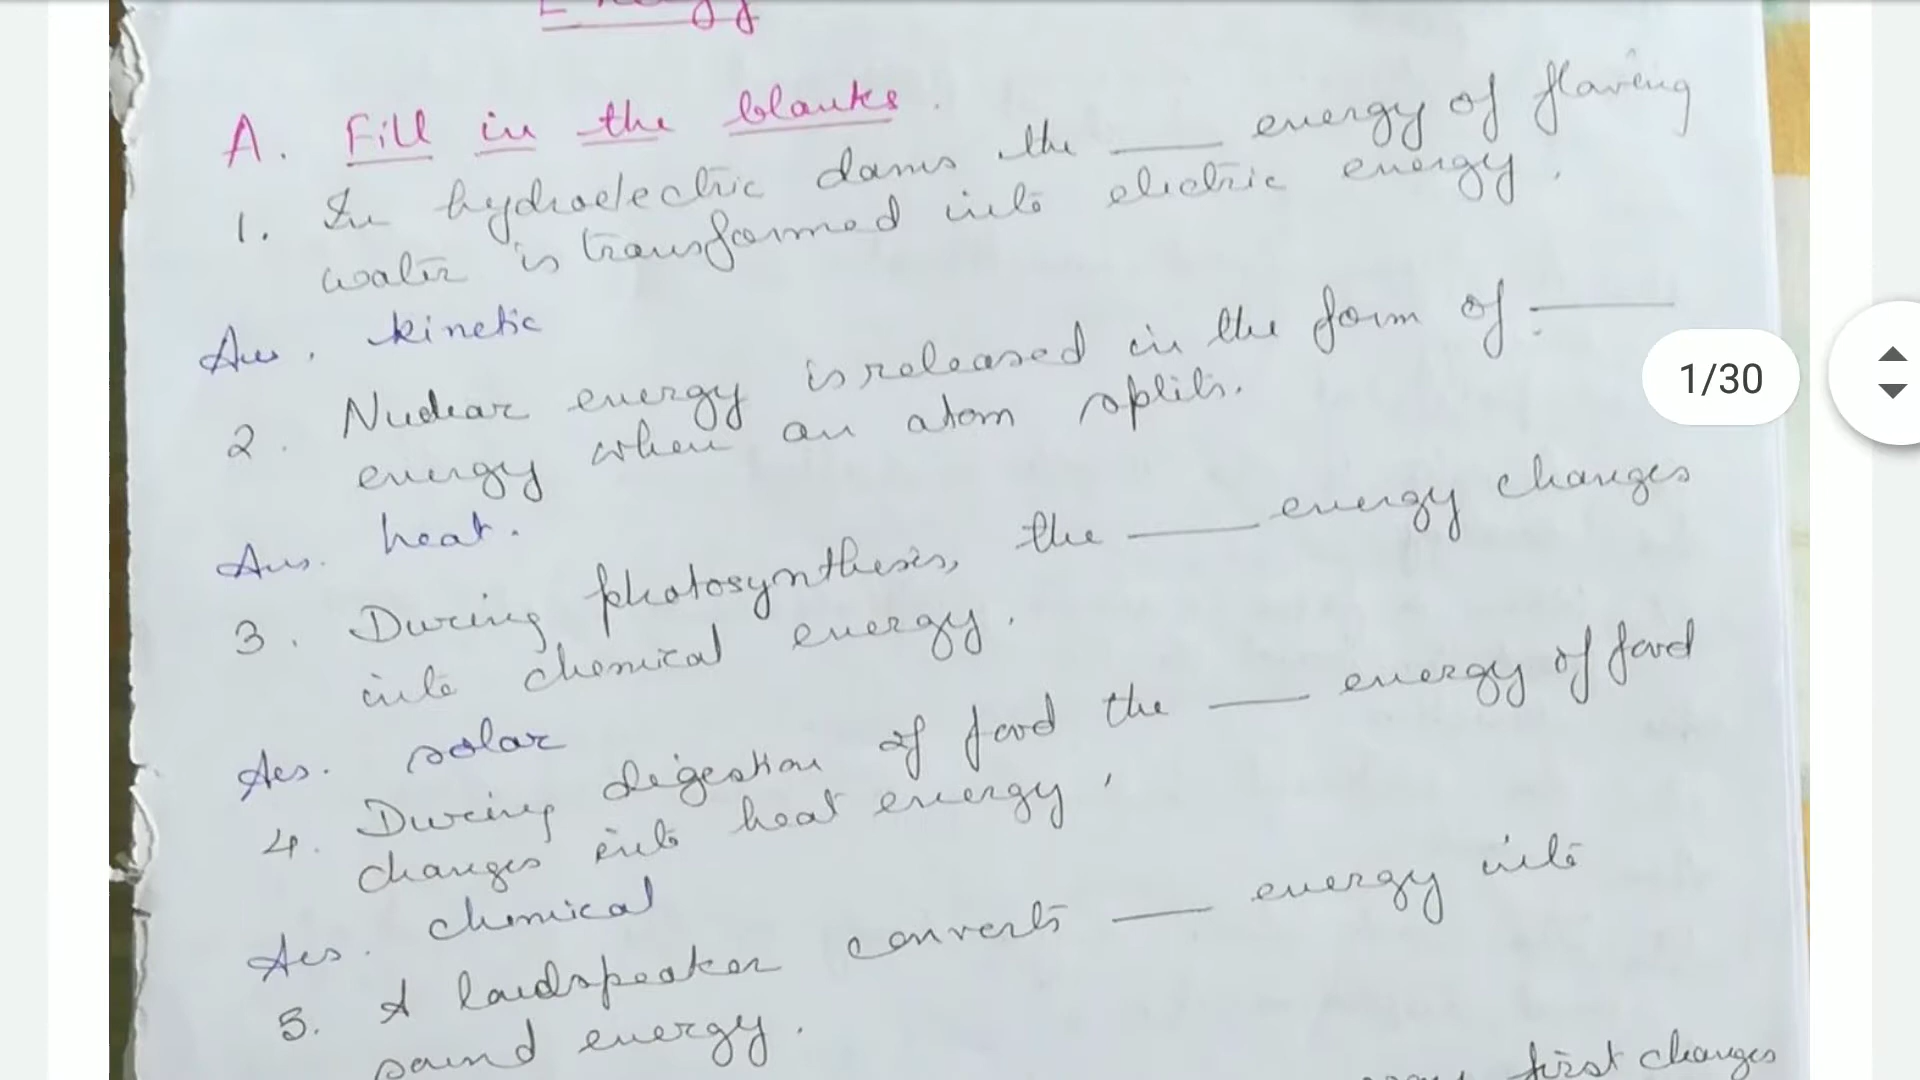 Energy
A. Fill in the blanks.
1. In hydroelectric dams the ___ energy of flowing
water is transformed into electric energy.
Ans. kinetic
2. Nuclear energy is released in the form of ___
energy when an atom splits.
Ans. heat.
3. During photosynthesis, the ___ energy changes
into chemical energy.
Ans. solar
4. During digestion of food the ___ energy of food
changes into heat energy.
Ans. chemical
5. A loudspeaker converts ___ energy into
sound energy.
first changes
1/30